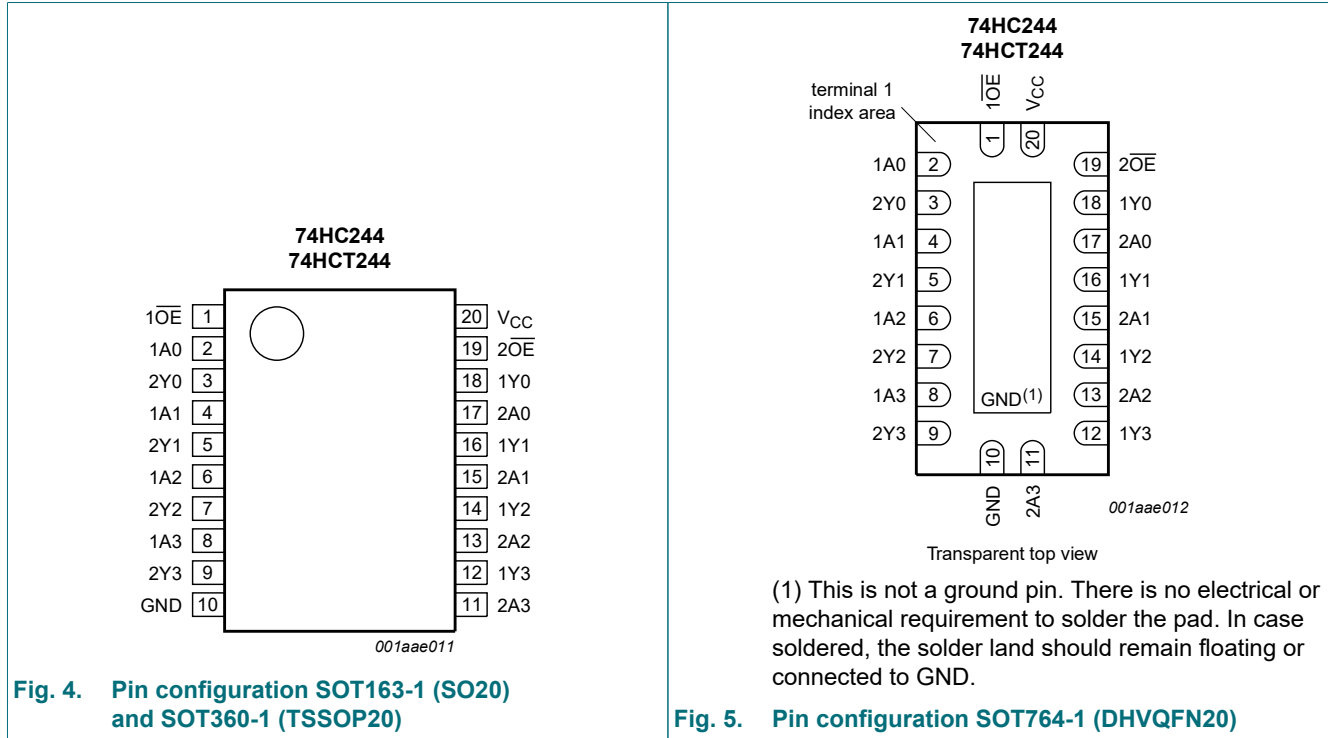 74HC244
74HCT244
1OE 1
1A0 2
2Y0 3
1A1 4
2Y1 5
1A2 6
2Y2 7
1A3 8
2Y3 9
GND 10
20 VCC
19 2OE
18 1Y0
17 2A0
16 1Y1
15 2A1
14 1Y2
13 2A2
12 1Y3
11 2A3
001aae011
Fig. 4. Pin configuration SOT163-1 (SO20)
and SOT360-1 (TSSOP20)
74HC244
74HCT244
terminal 1
index area
1OE
VCC
1
20
1A0 2
2Y0 3
1A1 4
2Y1 5
1A2 6
2Y2 7
1A3 8
2Y3 9
GND(1)
19 2OE
18 1Y0
17 2A0
16 1Y1
15 2A1
14 1Y2
13 2A2
12 1Y3
10
11
GND
2A3
001aae012
Transparent top view
(1) This is not a ground pin. There is no electrical or
mechanical requirement to solder the pad. In case
soldered, the solder land should remain floating or
connected to GND.
Fig. 5. Pin configuration SOT764-1 (DHVQFN20)